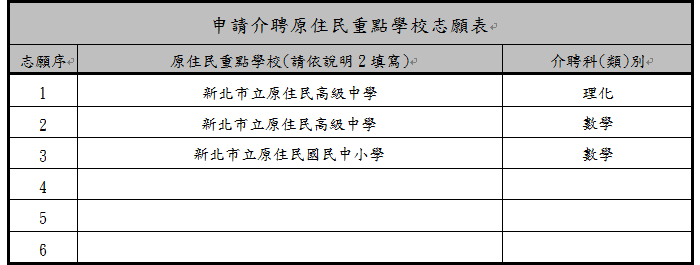 申請介聘原住民重點學校志願表
志願序 原住民重點學校(請依說明2填寫) 介聘科(類)別
1 新北市立原住民高級中學 理化
2 新北市立原住民高級中學 數學
3 新北市立原住民國民中小學 數學
4
5
6